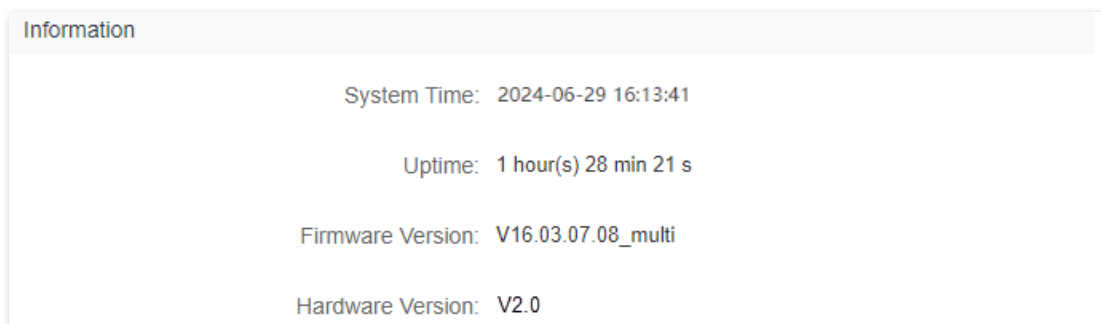 Information
System Time: 2024-06-29 16:13:41
Uptime: 1 hour(s) 28 min 21 s
Firmware Version: V16.03.07.08_multi
Hardware Version: V2.0